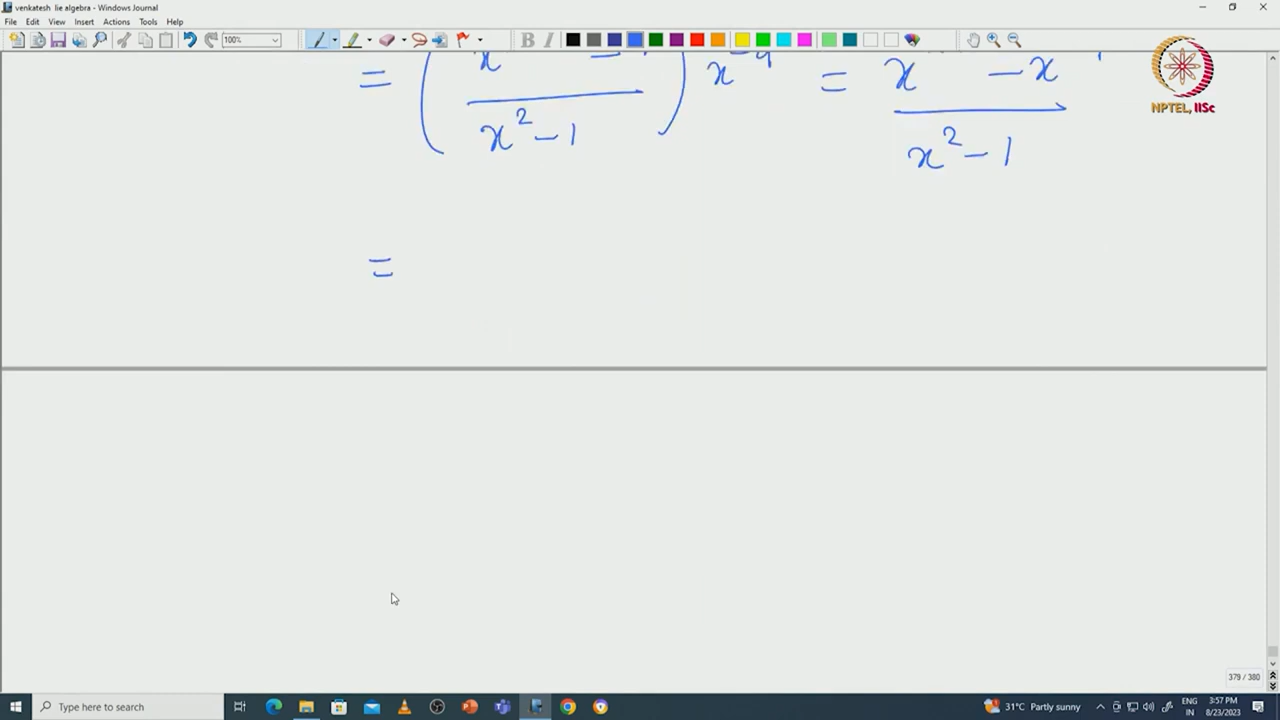 venkatesh lie algebra - Windows Journal
File Edit View Insert Actions Tools Help
100%
B I
NPTEL, IISc
= ( x - / x² - 1 ) x = x - x / x² - 1
=
379 / 380
Type here to search
31°C Partly sunny
ENG
IN
3:57 PM
8/23/2023